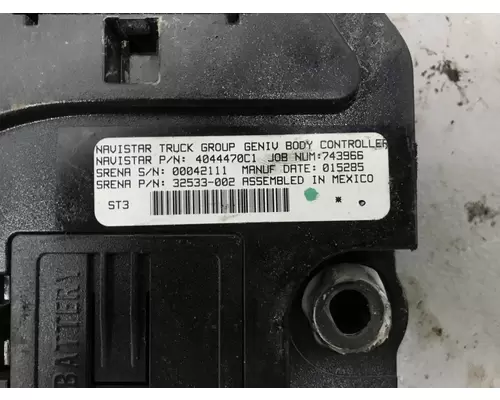 NAVISTAR TRUCK GROUP GENIV BODY CONTROLLER
NAVISTAR P/N: 4044470C1 JOB NUM:743966
SRENA S/N: 00042111 MANUF DATE: 015285
SRENA P/N: 32533-002 ASSEMBLED IN MEXICO
ST3
BATTERY